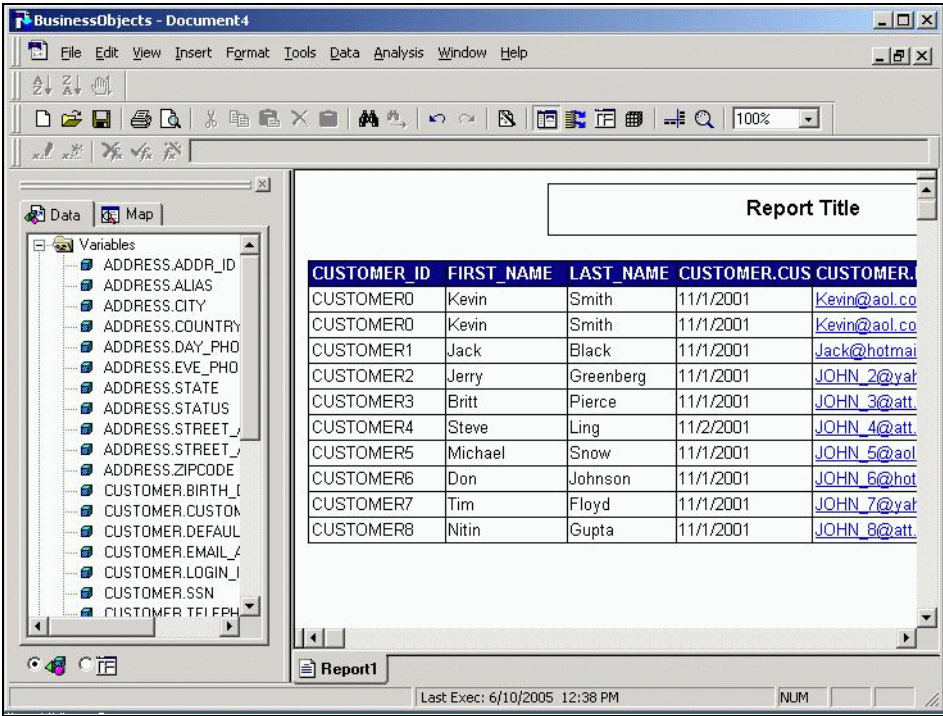 BusinessObjects - Document4
File Edit View Insert Format Tools Data Analysis Window Help
100%
Data Map
Variables
ADDRESS.ADDR_ID
ADDRESS.ALIAS
ADDRESS.CITY
ADDRESS.COUNTRY
ADDRESS.DAY_PHO
ADDRESS.EVE_PHO
ADDRESS.STATE
ADDRESS.STATUS
ADDRESS.STREET_
ADDRESS.STREET_
ADDRESS.ZIPCODE
CUSTOMER.BIRTH_
CUSTOMER.CUSTOM
CUSTOMER.DEFAUL
CUSTOMER.EMAIL_
CUSTOMER.LOGIN_I
CUSTOMER.SSN
CUSTOMER.TELEPH
Report Title
CUSTOMER_ID FIRST_NAME LAST_NAME CUSTOMER.CUS CUSTOMER.
CUSTOMER0 Kevin Smith 11/1/2001 Kevin@aol.co
CUSTOMER0 Kevin Smith 11/1/2001 Kevin@aol.co
CUSTOMER1 Jack Black 11/1/2001 Jack@hotmai
CUSTOMER2 Jerry Greenberg 11/1/2001 JOHN_2@yah
CUSTOMER3 Britt Pierce 11/1/2001 JOHN_3@att.
CUSTOMER4 Steve Ling 11/2/2001 JOHN_4@att.
CUSTOMER5 Michael Snow 11/1/2001 JOHN_5@aol
CUSTOMER6 Don Johnson 11/1/2001 JOHN_6@hot
CUSTOMER7 Tim Floyd 11/1/2001 JOHN_7@yah
CUSTOMER8 Nitin Gupta 11/1/2001 JOHN_8@att.
Report1
Last Exec: 6/10/2005 12:38 PM NUM